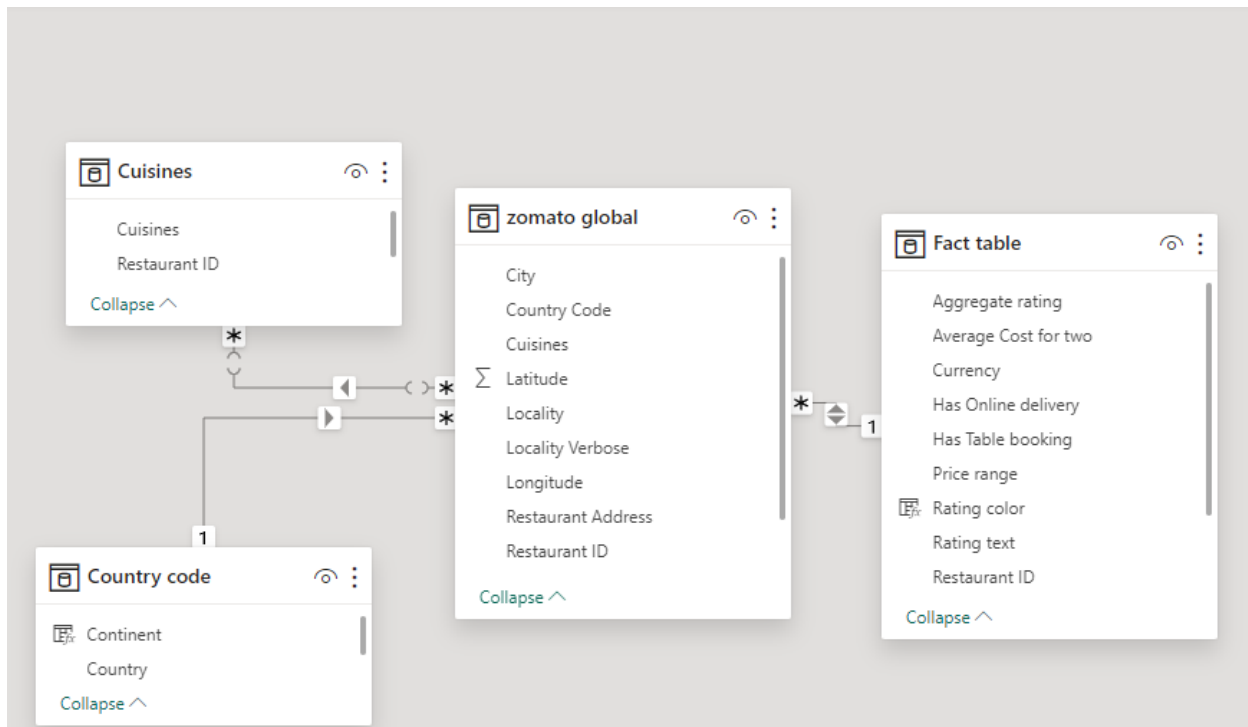 Cuisines
Cuisines
Restaurant ID
Collapse
*
*
1
*
Country code
Continent
Country
Collapse
zomato global
City
Country Code
Cuisines
Σ Latitude
Locality
Locality Verbose
Longitude
Restaurant Address
Restaurant ID
Collapse
*
1
Fact table
Aggregate rating
Average Cost for two
Currency
Has Online delivery
Has Table booking
Price range
Rating color
Rating text
Restaurant ID
Collapse